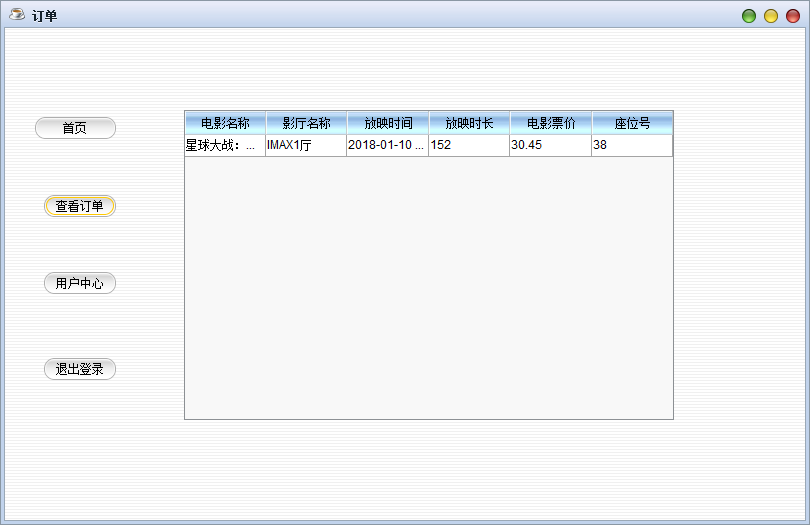 订单
首页
查看订单
用户中心
退出登录
电影名称 影厅名称 放映时间 放映时长 电影票价 座位号
星球大战：... IMAX1厅 2018-01-10 ... 152 30.45 38